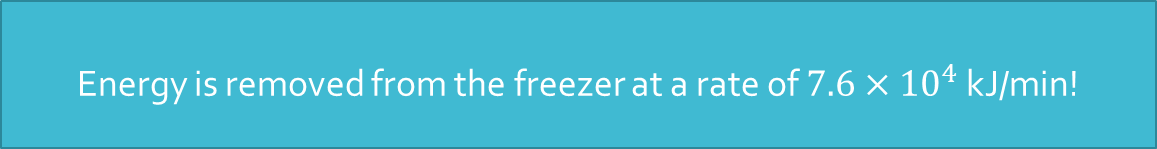 Energy is removed from the freezer at a rate of 7.6 × 10⁴ kJ/min!